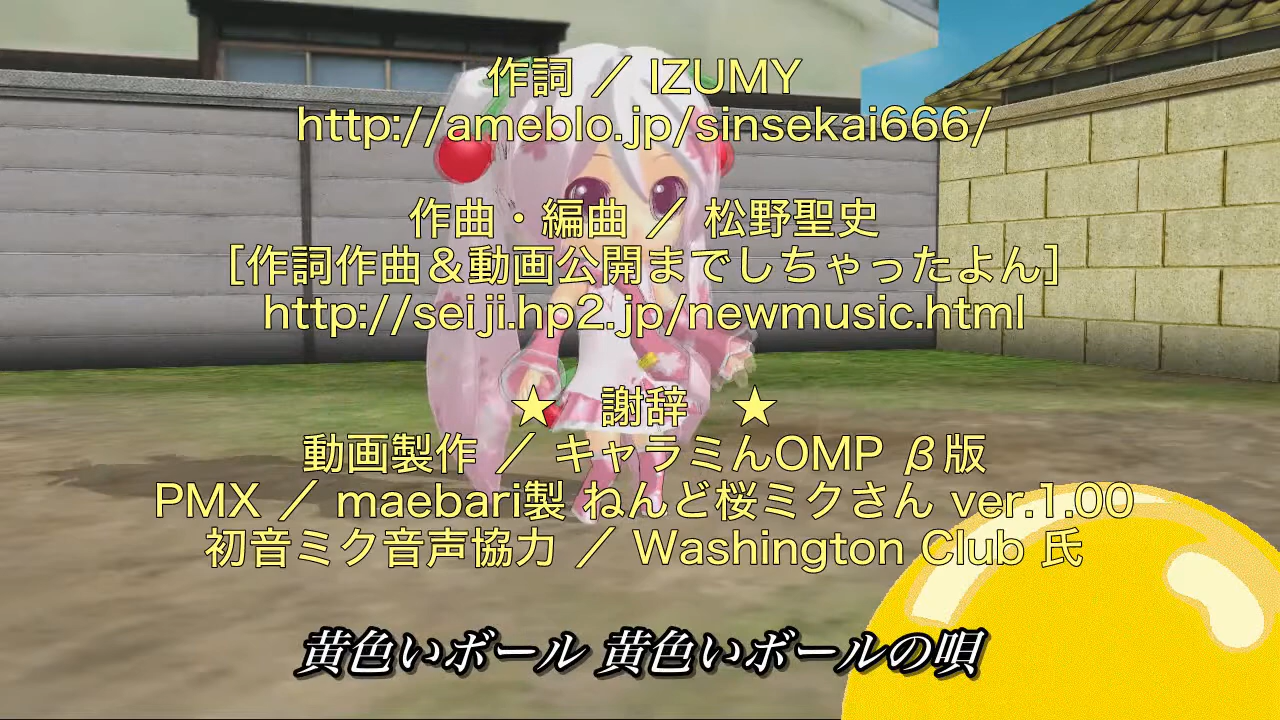 作詞 ／ IZUMY
http://ameblo.jp/sinsekai666/
作曲・編曲 ／ 松野聖史
［作詞作曲＆動画公開までしちゃったよん］
http://seiji.hp2.jp/newmusic.html
★ 謝辞 ★
動画製作 ／ キャラミんOMP β版
PMX ／ maebari製 ねんど桜ミクさん ver.1.00
初音ミク音声協力 ／ Washington Club 氏
黄色いボール 黄色いボールの唄